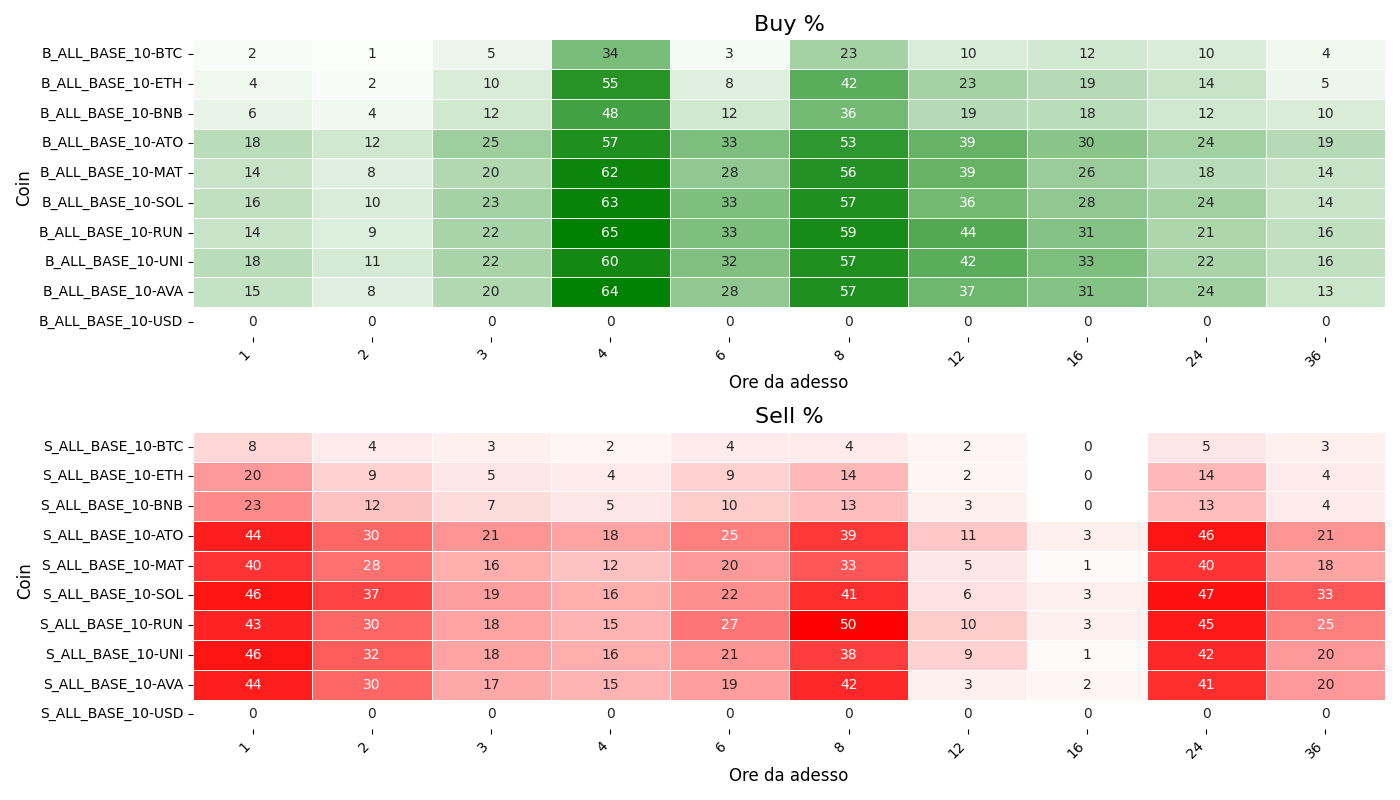 Buy %
Coin
B_ALL_BASE_10-BTC 2 1 5 34 3 23 10 12 10 4
B_ALL_BASE_10-ETH 4 2 10 55 8 42 23 19 14 5
B_ALL_BASE_10-BNB 6 4 12 48 12 36 19 18 12 10
B_ALL_BASE_10-ATO 18 12 25 57 33 53 39 30 24 19
B_ALL_BASE_10-MAT 14 8 20 62 28 56 39 26 18 14
B_ALL_BASE_10-SOL 16 10 23 63 33 57 36 28 24 14
B_ALL_BASE_10-RUN 14 9 22 65 33 59 44 31 21 16
B_ALL_BASE_10-UNI 18 11 22 60 32 57 42 33 22 16
B_ALL_BASE_10-AVA 15 8 20 64 28 57 37 31 24 13
B_ALL_BASE_10-USD 0 0 0 0 0 0 0 0 0 0
1 2 3 4 6 8 12 16 24 36
Ore da adesso
Sell %
Coin
S_ALL_BASE_10-BTC 8 4 3 2 4 4 2 0 5 3
S_ALL_BASE_10-ETH 20 9 5 4 9 14 2 0 14 4
S_ALL_BASE_10-BNB 23 12 7 5 10 13 3 0 13 4
S_ALL_BASE_10-ATO 44 30 21 18 25 39 11 3 46 21
S_ALL_BASE_10-MAT 40 28 16 12 20 33 5 1 40 18
S_ALL_BASE_10-SOL 46 37 19 16 22 41 6 3 47 33
S_ALL_BASE_10-RUN 43 30 18 15 27 50 10 3 45 25
S_ALL_BASE_10-UNI 46 32 18 16 21 38 9 1 42 20
S_ALL_BASE_10-AVA 44 30 17 15 19 42 3 2 41 20
S_ALL_BASE_10-USD 0 0 0 0 0 0 0 0 0 0
1 2 3 4 6 8 12 16 24 36
Ore da adesso